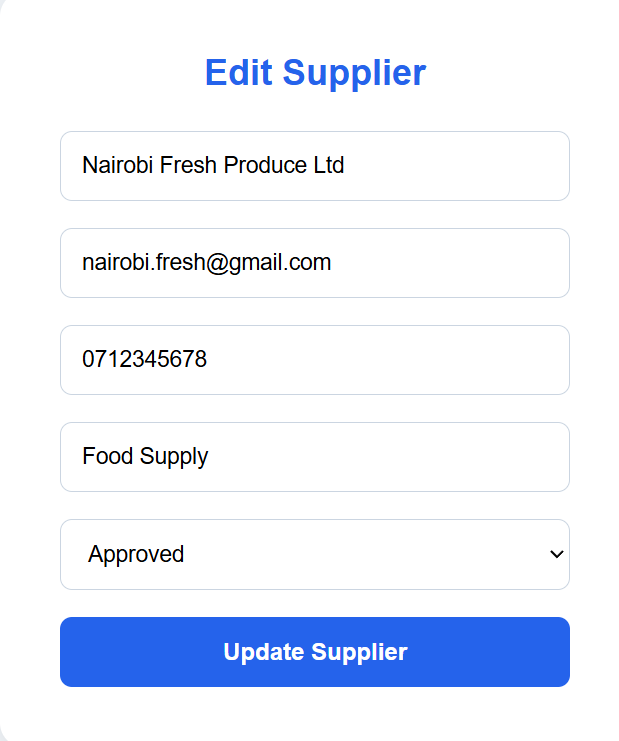 Edit Supplier
Nairobi Fresh Produce Ltd
nairobi.fresh@gmail.com
0712345678
Food Supply
Approved
Update Supplier